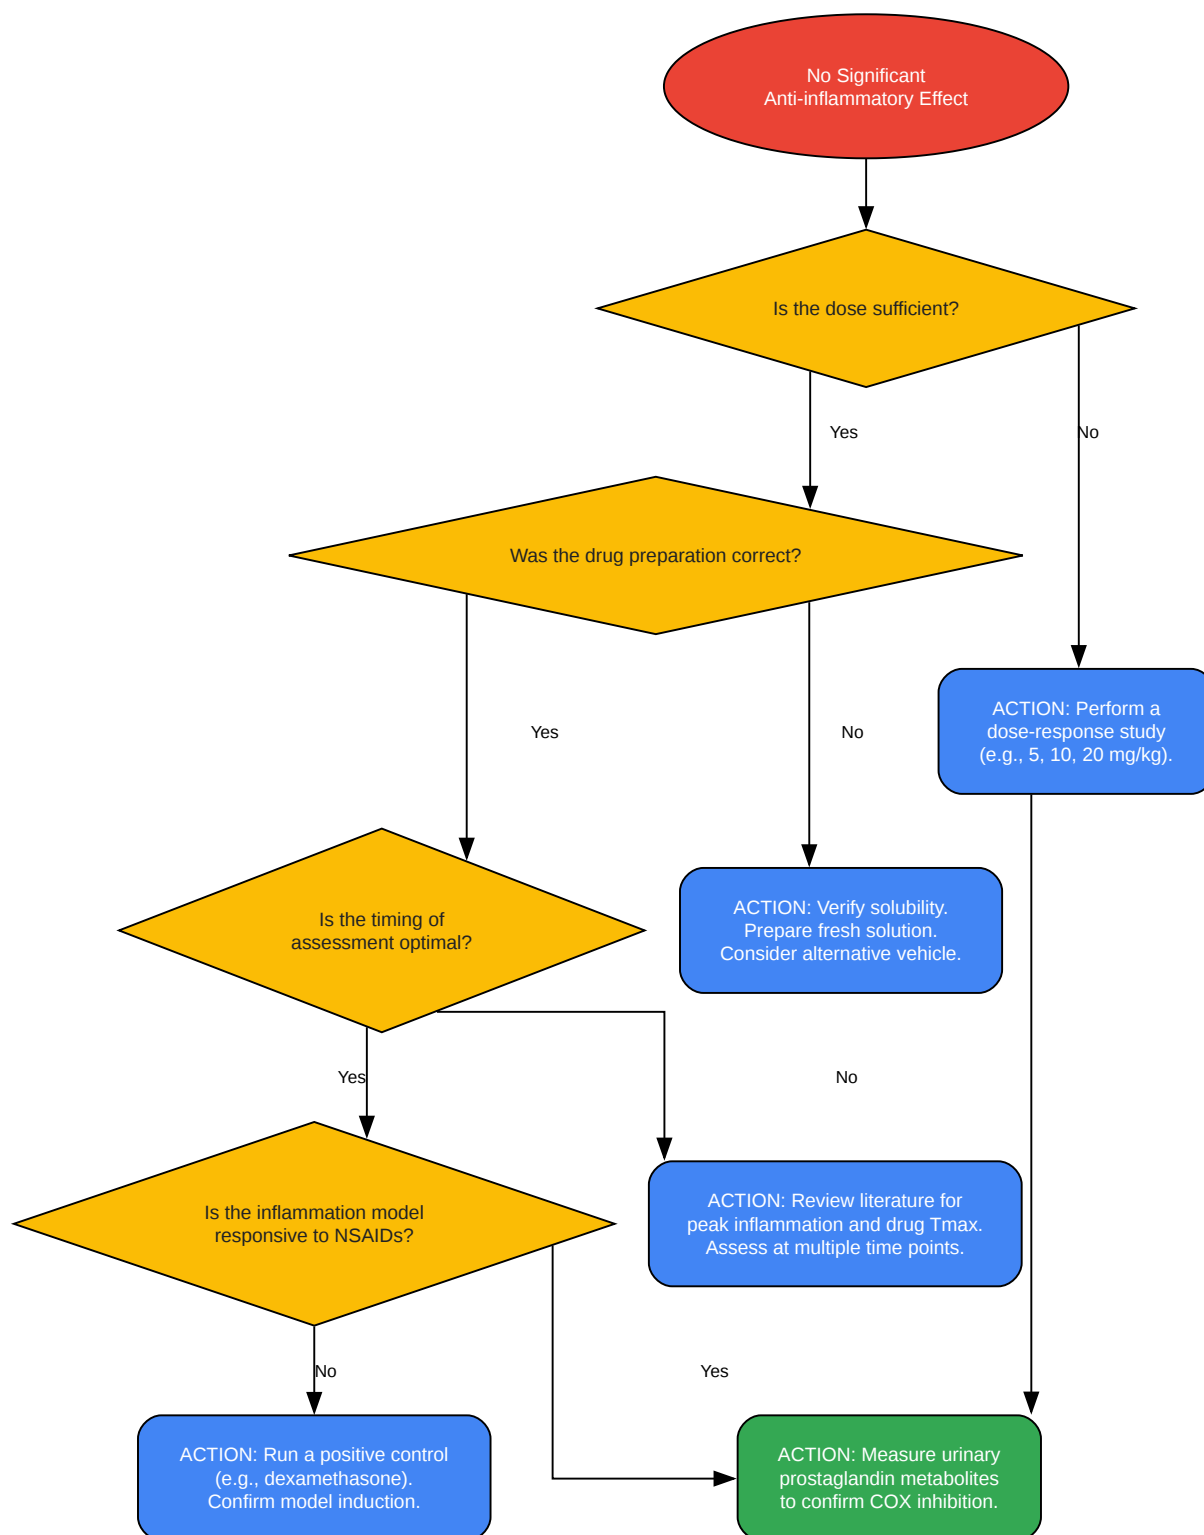 No Significant
Anti-inflammatory Effect
Is the dose sufficient?
Yes
No
Was the drug preparation correct?
Yes
No
ACTION: Perform a
dose-response study
(e.g., 5, 10, 20 mg/kg).
Is the timing of
assessment optimal?
ACTION: Verify solubility.
Prepare fresh solution.
Consider alternative vehicle.
Yes
No
Is the inflammation model
responsive to NSAIDs?
ACTION: Review literature for
peak inflammation and drug Tmax.
Assess at multiple time points.
No
Yes
ACTION: Run a positive control
(e.g., dexamethasone).
Confirm model induction.
ACTION: Measure urinary
prostaglandin metabolites
to confirm COX inhibition.